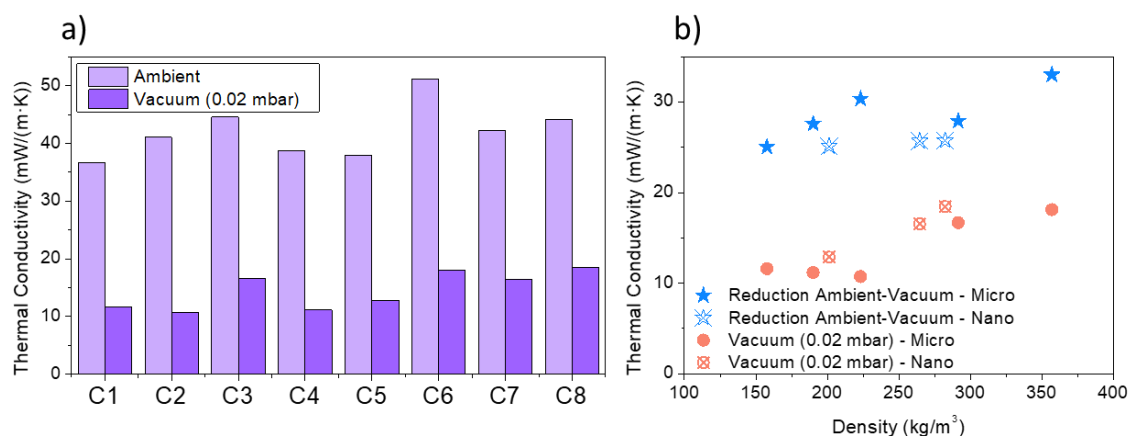 a)
Thermal Conductivity (mW/(m·K))
50
40
30
20
10
0
Ambient
Vacuum (0.02 mbar)
C1 C2 C3 C4 C5 C6 C7 C8
b)
Thermal Conductivity (mW/(m·K))
30
20
10
0
Reduction Ambient-Vacuum - Micro
Reduction Ambient-Vacuum - Nano
Vacuum (0.02 mbar) - Micro
Vacuum (0.02 mbar) - Nano
100 150 200 250 300 350 400
Density (kg/m³)